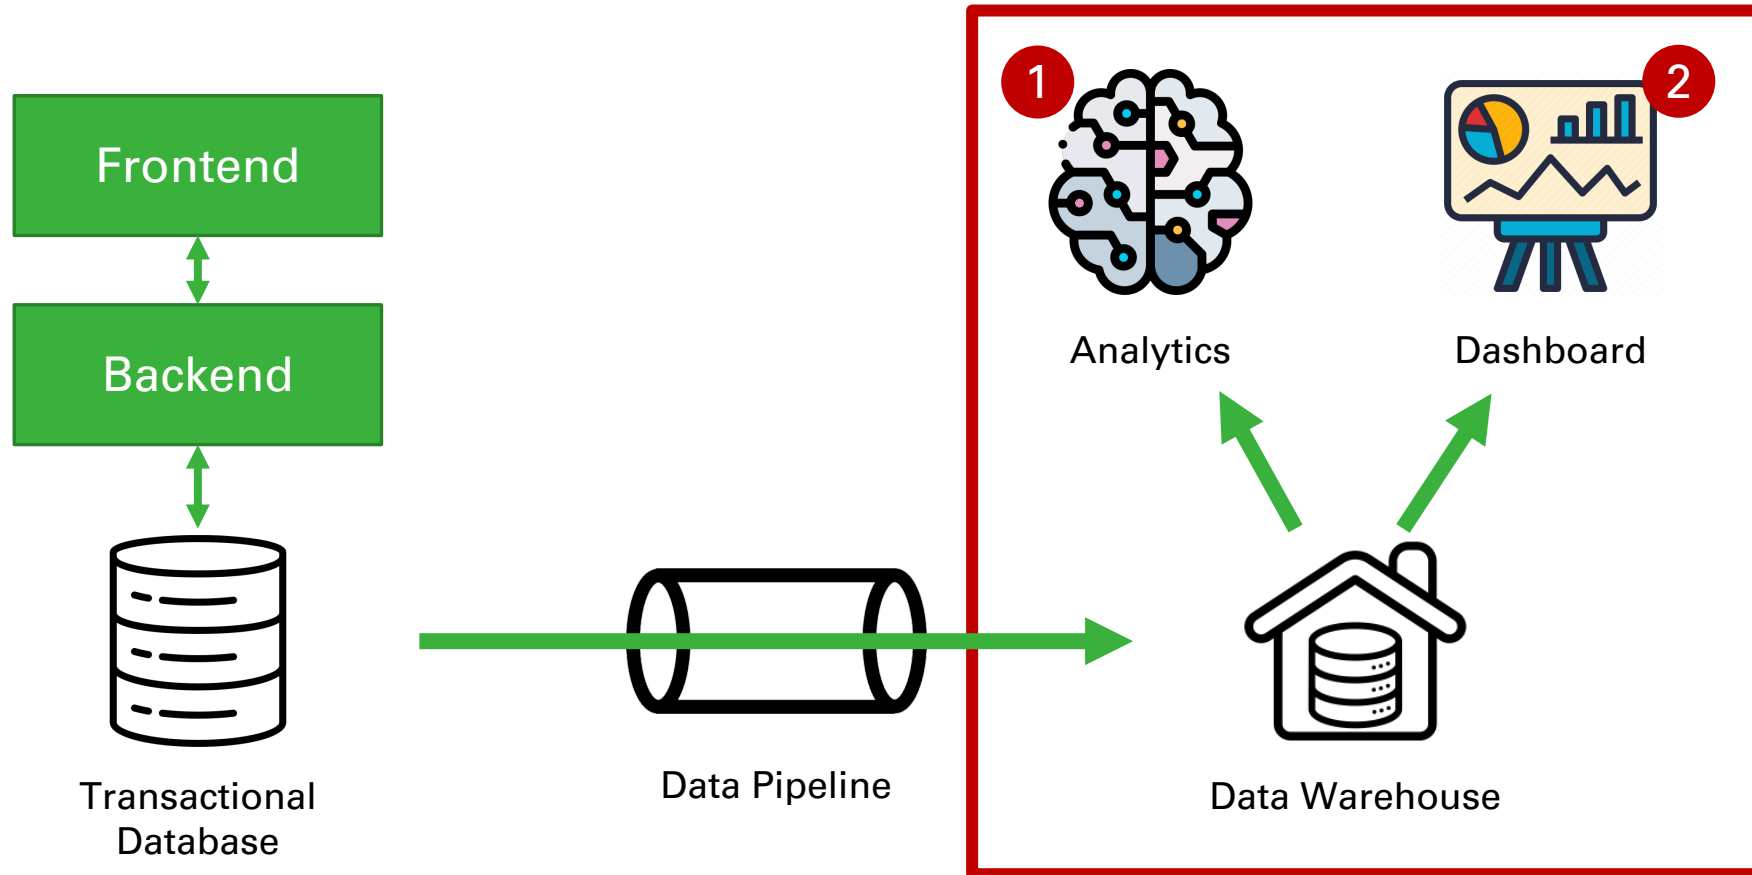 Frontend
Backend
Transactional
Database
Data Pipeline
1
Analytics
2
Dashboard
Data Warehouse